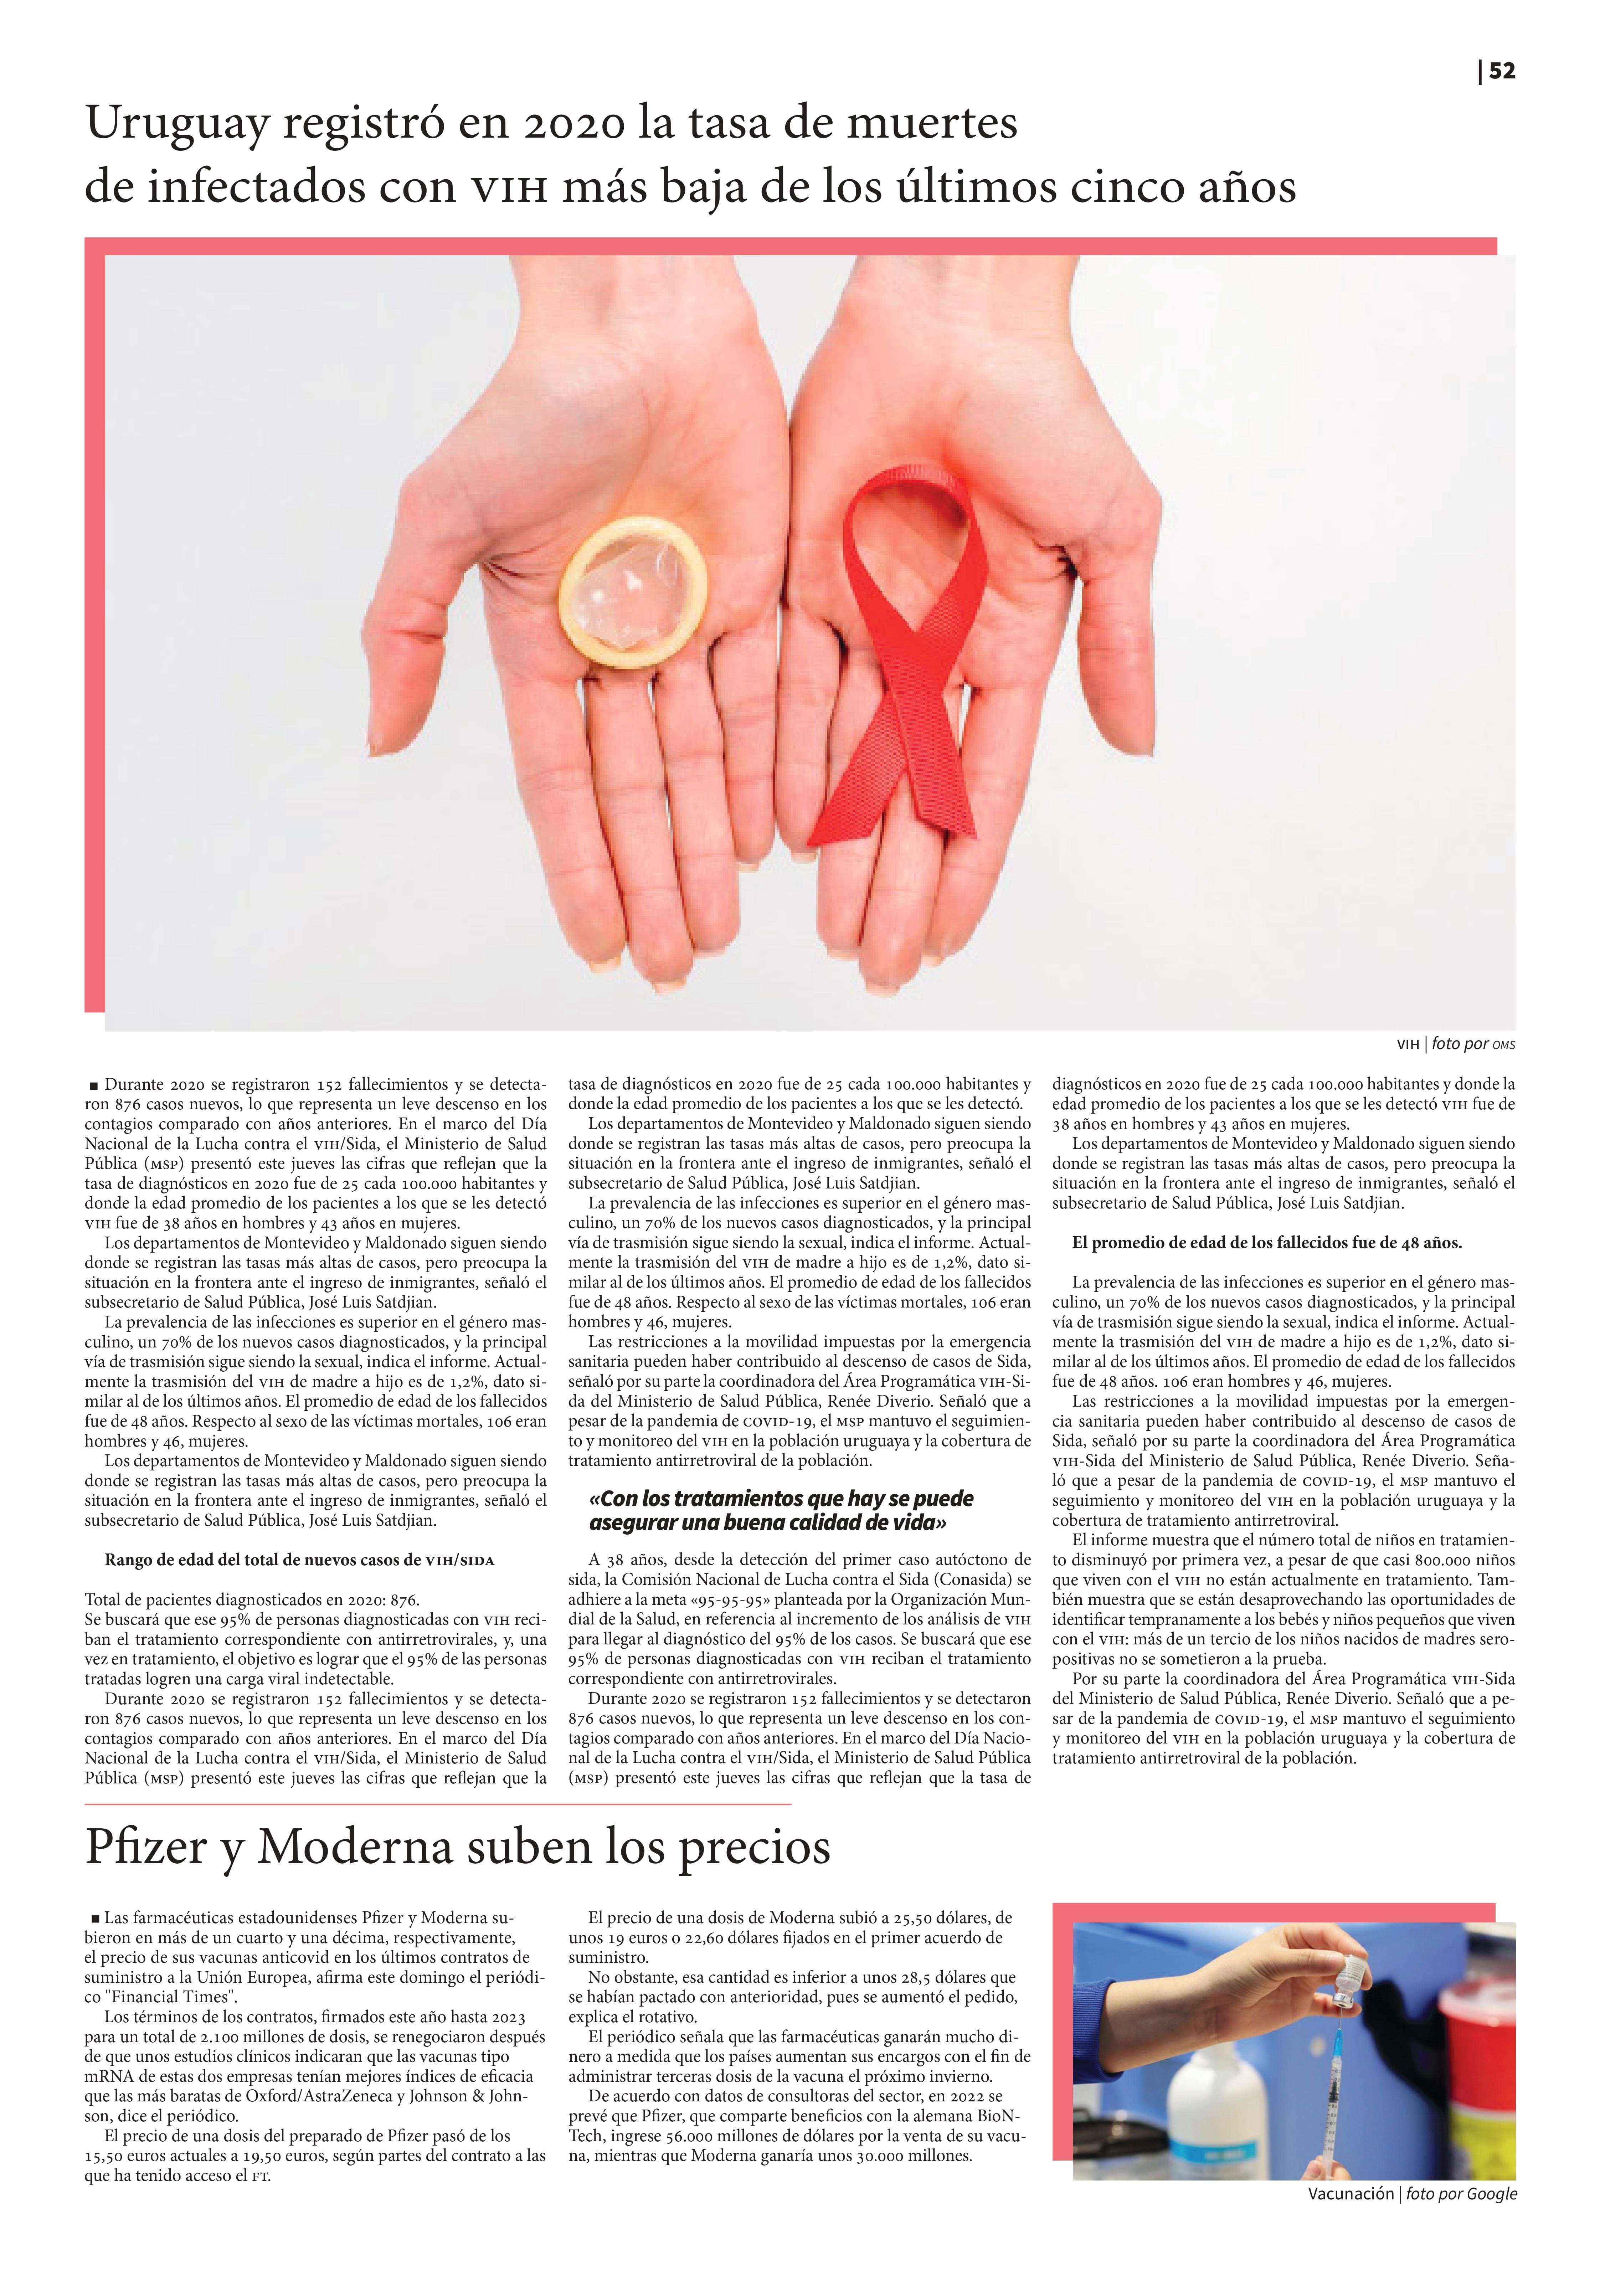 | 52
Uruguay registró en 2020 la tasa de muertes
de infectados con VIH más baja de los últimos cinco años
VIH | foto por OMS
▪ Durante 2020 se registraron 152 fallecimientos y se detecta-
ron 876 casos nuevos, lo que representa un leve descenso en los
contagios comparado con años anteriores. En el marco del Día
Nacional de la Lucha contra el VIH/Sida, el Ministerio de Salud
Pública (MSP) presentó este jueves las cifras que reflejan que la
tasa de diagnósticos en 2020 fue de 25 cada 100.000 habitantes y
donde la edad promedio de los pacientes a los que se les detectó
VIH fue de 38 años en hombres y 43 años en mujeres.
Los departamentos de Montevideo y Maldonado siguen siendo
donde se registran las tasas más altas de casos, pero preocupa la
situación en la frontera ante el ingreso de inmigrantes, señaló el
subsecretario de Salud Pública, José Luis Satdjian.
La prevalencia de las infecciones es superior en el género mas-
culino, un 70% de los nuevos casos diagnosticados, y la principal
vía de trasmisión sigue siendo la sexual, indica el informe. Actual-
mente la trasmisión del VIH de madre a hijo es de 1,2%, dato si-
milar al de los últimos años. El promedio de edad de los fallecidos
fue de 48 años. Respecto al sexo de las víctimas mortales, 106 eran
hombres y 46, mujeres.
Los departamentos de Montevideo y Maldonado siguen siendo
donde se registran las tasas más altas de casos, pero preocupa la
situación en la frontera ante el ingreso de inmigrantes, señaló el
subsecretario de Salud Pública, José Luis Satdjian.
Rango de edad del total de nuevos casos de VIH/SIDA
Total de pacientes diagnosticados en 2020: 876.
Se buscará que ese 95% de personas diagnosticadas con VIH reci-
ban el tratamiento correspondiente con antirretrovirales, y, una
vez en tratamiento, el objetivo es lograr que el 95% de las personas
tratadas logren una carga viral indetectable.
Durante 2020 se registraron 152 fallecimientos y se detecta-
ron 876 casos nuevos, lo que representa un leve descenso en los
contagios comparado con años anteriores. En el marco del Día
Nacional de la Lucha contra el VIH/Sida, el Ministerio de Salud
Pública (MSP) presentó este jueves las cifras que reflejan que la
tasa de diagnósticos en 2020 fue de 25 cada 100.000 habitantes y
donde la edad promedio de los pacientes a los que se les detectó.
Los departamentos de Montevideo y Maldonado siguen siendo
donde se registran las tasas más altas de casos, pero preocupa la
situación en la frontera ante el ingreso de inmigrantes, señaló el
subsecretario de Salud Pública, José Luis Satdjian.
La prevalencia de las infecciones es superior en el género mas-
culino, un 70% de los nuevos casos diagnosticados, y la principal
vía de trasmisión sigue siendo la sexual, indica el informe. Actual-
mente la trasmisión del VIH de madre a hijo es de 1,2%, dato si-
milar al de los últimos años. El promedio de edad de los fallecidos
fue de 48 años. Respecto al sexo de las víctimas mortales, 106 eran
hombres y 46, mujeres.
Las restricciones a la movilidad impuestas por la emergencia
sanitaria pueden haber contribuido al descenso de casos de Sida,
señaló por su parte la coordinadora del Área Programática VIH-Si-
da del Ministerio de Salud Pública, Renée Diverio. Señaló que a
pesar de la pandemia de COVID-19, el MSP mantuvo el seguimien-
to y monitoreo del VIH en la población uruguaya y la cobertura de
tratamiento antirretroviral de la población.
«Con los tratamientos que hay se puede
asegurar una buena calidad de vida»
A 38 años, desde la detección del primer caso autóctono de
sida, la Comisión Nacional de Lucha contra el Sida (Conasida) se
adhiere a la meta «95-95-95» planteada por la Organización Mun-
dial de la Salud, en referencia al incremento de los análisis de VIH
para llegar al diagnóstico del 95% de los casos. Se buscará que ese
95% de personas diagnosticadas con VIH reciban el tratamiento
correspondiente con antirretrovirales.
Durante 2020 se registraron 152 fallecimientos y se detectaron
876 casos nuevos, lo que representa un leve descenso en los con-
tagios comparado con años anteriores. En el marco del Día Nacio-
nal de la Lucha contra el VIH/Sida, el Ministerio de Salud Pública
(MSP) presentó este jueves las cifras que reflejan que la tasa de
diagnósticos en 2020 fue de 25 cada 100.000 habitantes y donde la
edad promedio de los pacientes a los que se les detectó VIH fue de
38 años en hombres y 43 años en mujeres.
Los departamentos de Montevideo y Maldonado siguen siendo
donde se registran las tasas más altas de casos, pero preocupa la
situación en la frontera ante el ingreso de inmigrantes, señaló el
subsecretario de Salud Pública, José Luis Satdjian.
El promedio de edad de los fallecidos fue de 48 años.
La prevalencia de las infecciones es superior en el género mas-
culino, un 70% de los nuevos casos diagnosticados, y la principal
vía de trasmisión sigue siendo la sexual, indica el informe. Actual-
mente la trasmisión del VIH de madre a hijo es de 1,2%, dato si-
milar al de los últimos años. El promedio de edad de los fallecidos
fue de 48 años. 106 eran hombres y 46, mujeres.
Las restricciones a la movilidad impuestas por la emergen-
cia sanitaria pueden haber contribuido al descenso de casos de
Sida, señaló por su parte la coordinadora del Área Programática
VIH-Sida del Ministerio de Salud Pública, Renée Diverio. Seña-
ló que a pesar de la pandemia de COVID-19, el MSP mantuvo el
seguimiento y monitoreo del VIH en la población uruguaya y la
cobertura de tratamiento antirretroviral.
El informe muestra que el número total de niños en tratamien-
to disminuyó por primera vez, a pesar de que casi 800.000 niños
que viven con el VIH no están actualmente en tratamiento. Tam-
bién muestra que se están desaprovechando las oportunidades de
identificar tempranamente a los bebés y niños pequeños que viven
con el VIH: más de un tercio de los niños nacidos de madres sero-
positivas no se sometieron a la prueba.
Por su parte la coordinadora del Área Programática VIH-Sida
del Ministerio de Salud Pública, Renée Diverio. Señaló que a pe-
sar de la pandemia de COVID-19, el MSP mantuvo el seguimiento
y monitoreo del VIH en la población uruguaya y la cobertura de
tratamiento antirretroviral de la población.
Pfizer y Moderna suben los precios
▪ Las farmacéuticas estadounidenses Pfizer y Moderna su-
bieron en más de un cuarto y una décima, respectivamente,
el precio de sus vacunas anticovid en los últimos contratos de
suministro a la Unión Europea, afirma este domingo el periódi-
co "Financial Times".
Los términos de los contratos, firmados este año hasta 2023
para un total de 2.100 millones de dosis, se renegociaron después
de que unos estudios clínicos indicaran que las vacunas tipo
mRNA de estas dos empresas tenían mejores índices de eficacia
que las más baratas de Oxford/AstraZeneca y Johnson & John-
son, dice el periódico.
El precio de una dosis del preparado de Pfizer pasó de los
15,50 euros actuales a 19,50 euros, según partes del contrato a las
que ha tenido acceso el FT.
El precio de una dosis de Moderna subió a 25,50 dólares, de
unos 19 euros o 22,60 dólares fijados en el primer acuerdo de
suministro.
No obstante, esa cantidad es inferior a unos 28,5 dólares que
se habían pactado con anterioridad, pues se aumentó el pedido,
explica el rotativo.
El periódico señala que las farmacéuticas ganarán mucho di-
nero a medida que los países aumentan sus encargos con el fin de
administrar terceras dosis de la vacuna el próximo invierno.
De acuerdo con datos de consultoras del sector, en 2022 se
prevé que Pfizer, que comparte beneficios con la alemana BioN-
Tech, ingrese 56.000 millones de dólares por la venta de su vacu-
na, mientras que Moderna ganaría unos 30.000 millones.
Vacunación | foto por Google